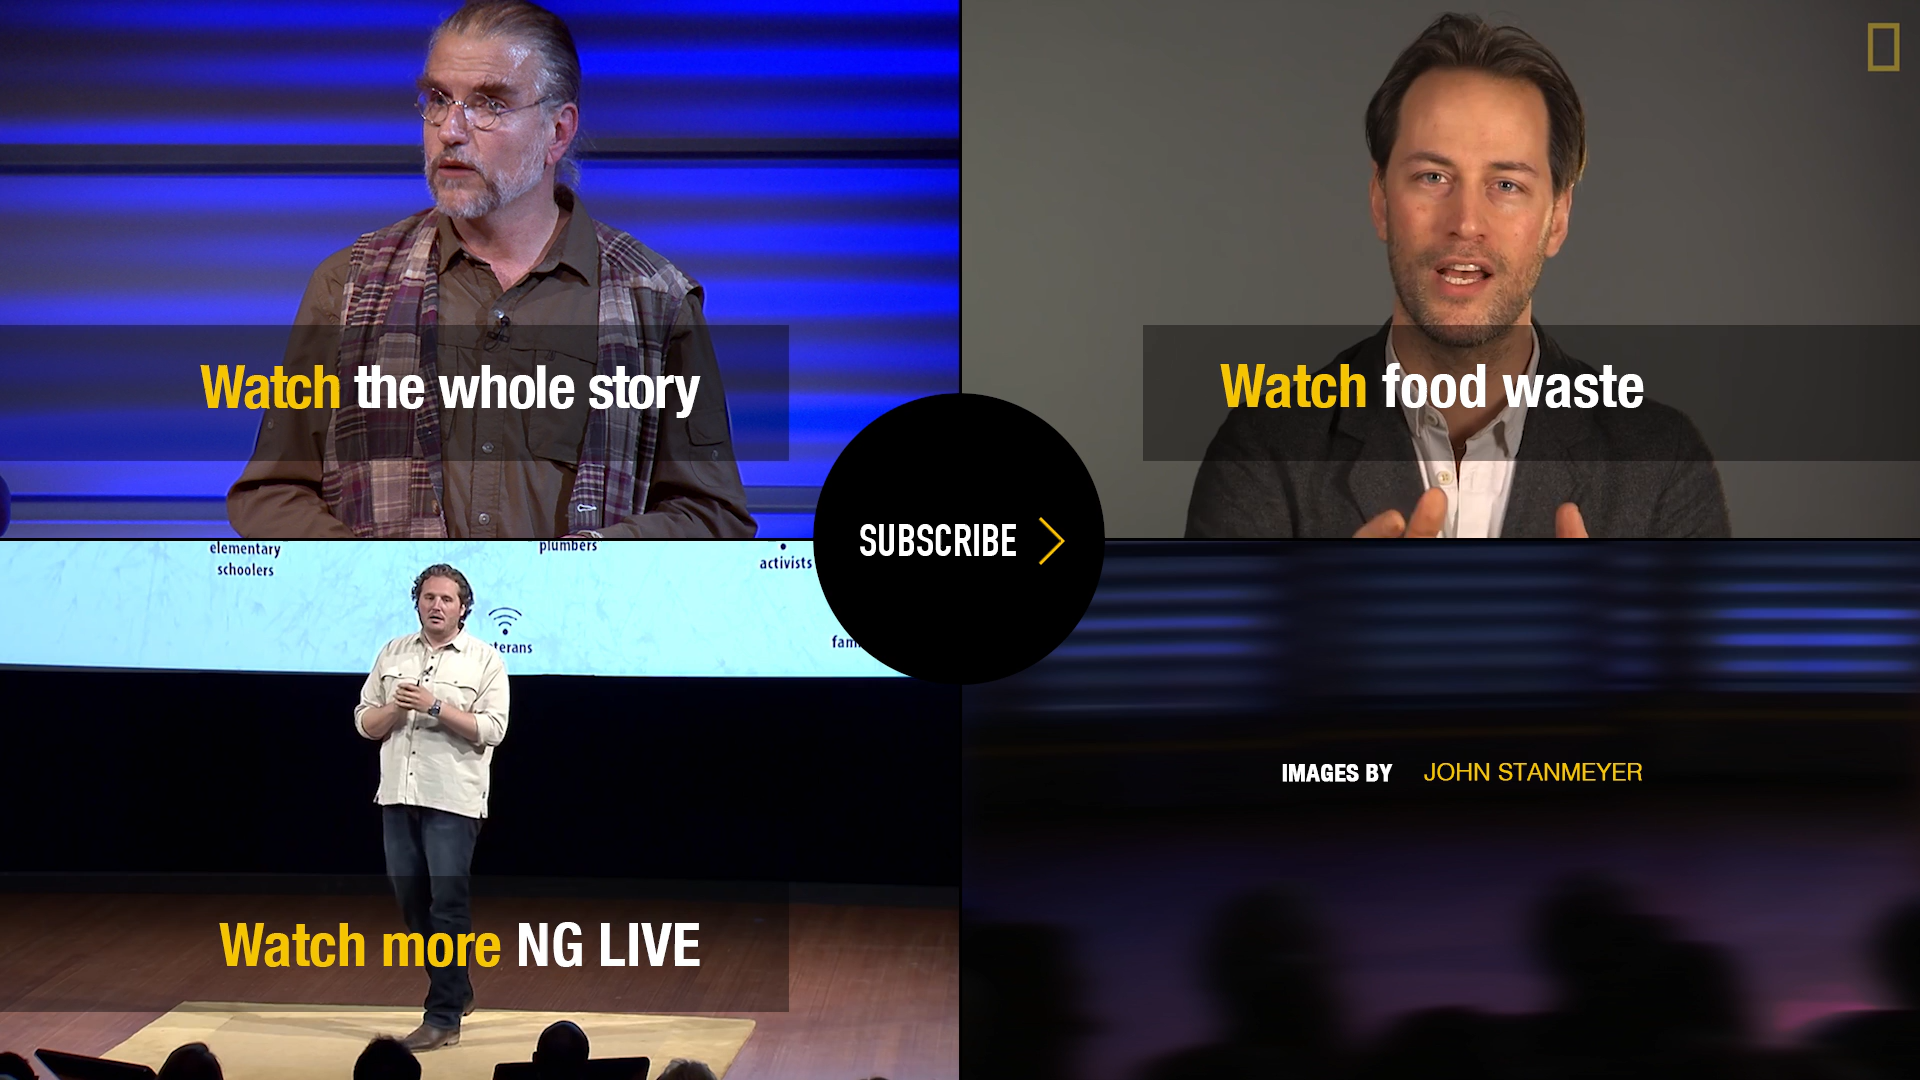 Watch the whole story
Watch food waste
SUBSCRIBE
elementary
schoolers
plumbers
activists
Watch more NG LIVE
IMAGES BY JOHN STANMEYER